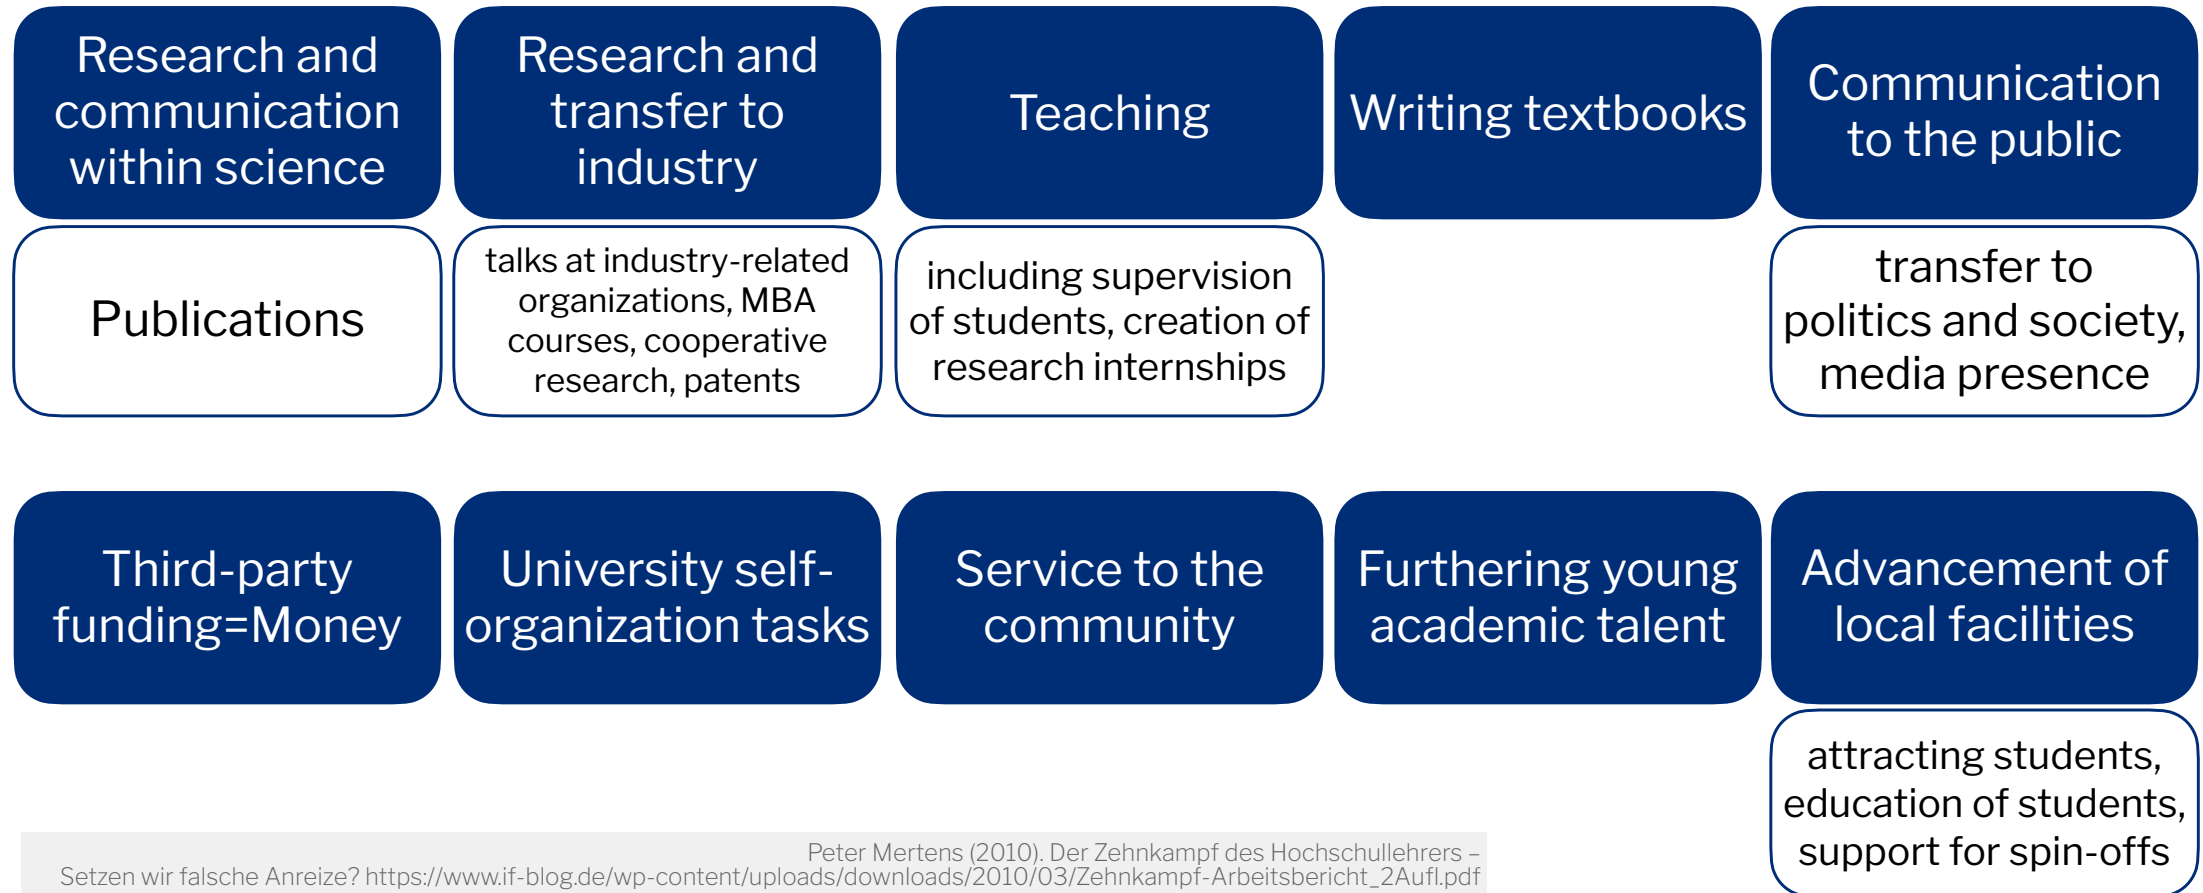 Research and
communication
within science
Research and
transfer to
industry
Teaching
Writing textbooks
Communication
to the public
Publications
talks at industry-related
organizations, MBA
courses, cooperative
research, patents
including supervision
of students, creation of
research internships
transfer to
politics and society,
media presence
Third-party
funding=Money
University self-
organization tasks
Service to the
community
Furthering young
academic talent
Advancement of
local facilities
attracting students,
education of students,
support for spin-offs
Peter Mertens (2010). Der Zehnkampf des Hochschullehrers –
Setzen wir falsche Anreize? https://www.if-blog.de/wp-content/uploads/downloads/2010/03/Zehnkampf-Arbeitsbericht_2Aufl.pdf